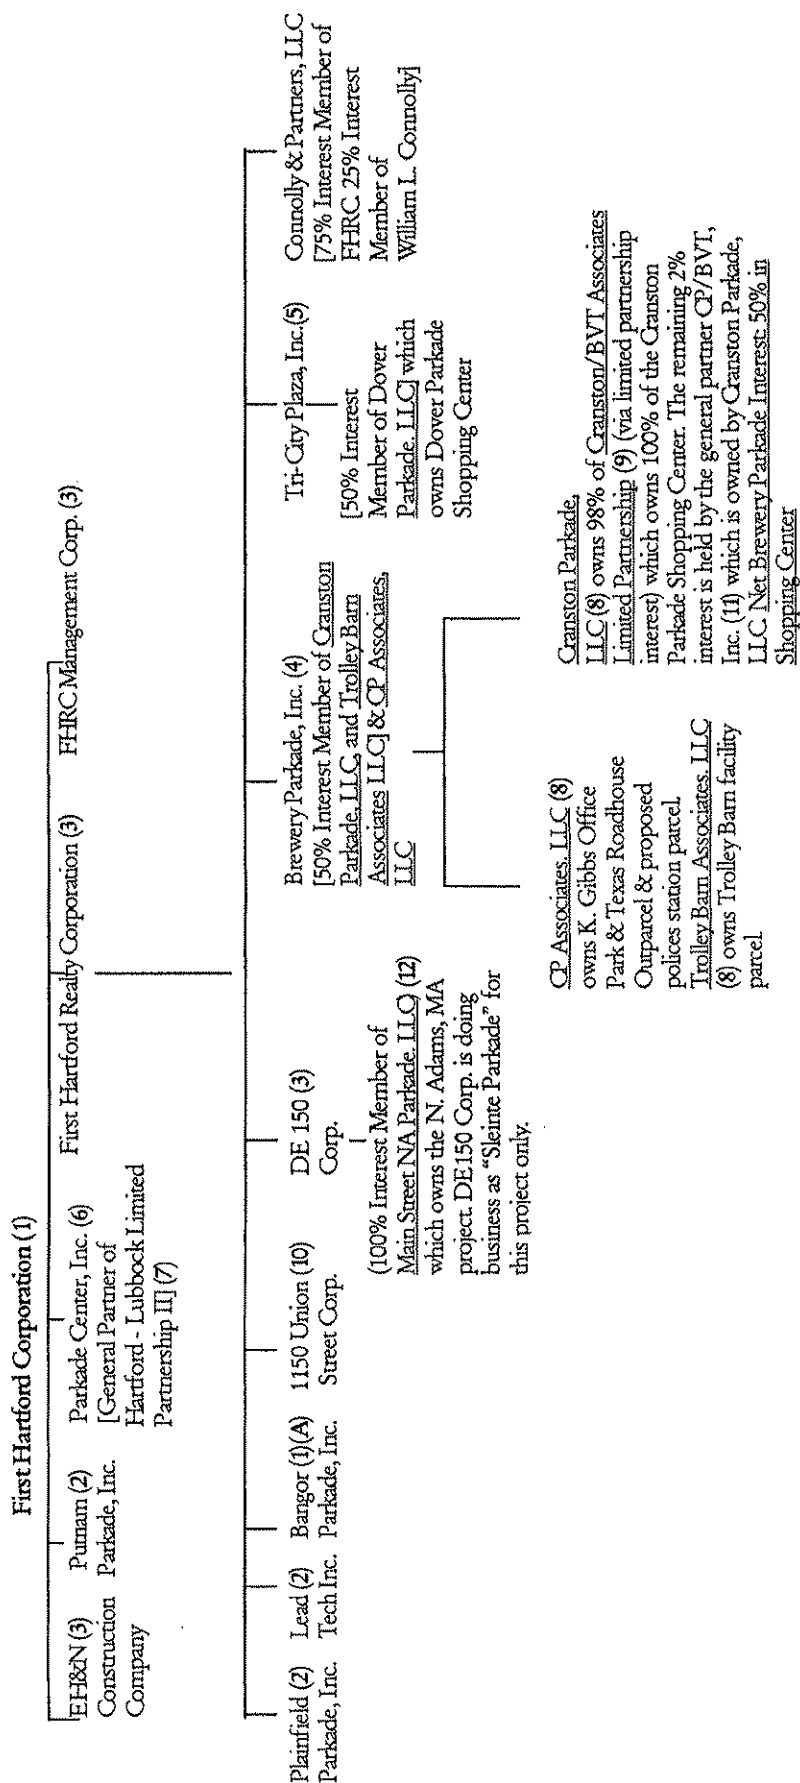 First Hartford Corporation (1)
EH&N (3)
Construction
Company
Putnam (2)
Parkade, Inc.
Parkade Center, Inc. (6)
[General Partner of
Hartford - Lubbock Limited
Partnership II] (7)
First Hartford Realty Corporation (3)
FHRC Management Corp. (3)
Plainfield (2)
Parkade, Inc.
Lead (2)
Tech Inc.
Bangor (1)(A)
Parkade, Inc.
1150 Union (10)
Street Corp.
DE 150 (3)
Corp.
(100% Interest Member of
Main Street NA Parkade. LLC) (12)
which owns the N. Adams, MA
project. DE150 Corp. is doing
business as "Sleinte Parkade" for
this project only.
Brewery Parkade, Inc. (4)
[50% Interest Member of Cranston
Parkade, LLC, and Trolley Barn
Associates LLC] & CP Associates,
LLC
Tri-City Plaza, Inc.(5)
[50% Interest
Member of Dover
Parkade. LLC] which
owns Dover Parkade
Shopping Center
Connolly & Partners, LLC
[75% Interest Member of
FHRC 25% Interest
Member of
William L. Connolly]
CP Associates. LLC (8)
owns K. Gibbs Office
Park & Texas Roadhouse
Outparcel & proposed
polices station parcel.
Trolley Barn Associates. LLC
(8) owns Trolley Barn facility
parcel.
Cranston Parkade,
LLC (8) owns 98% of Cranston/BVT Associates
Limited Partnership (9) (via limited partnership
interest) which owns 100% of the Cranston
Parkade Shopping Center. The remaining 2%
interest is held by the general partner CP/BVT,
Inc. (11) which is owned by Cranston Parkade,
LLC. Net Brewery Parkade Interest: 50% in
Shopping Center